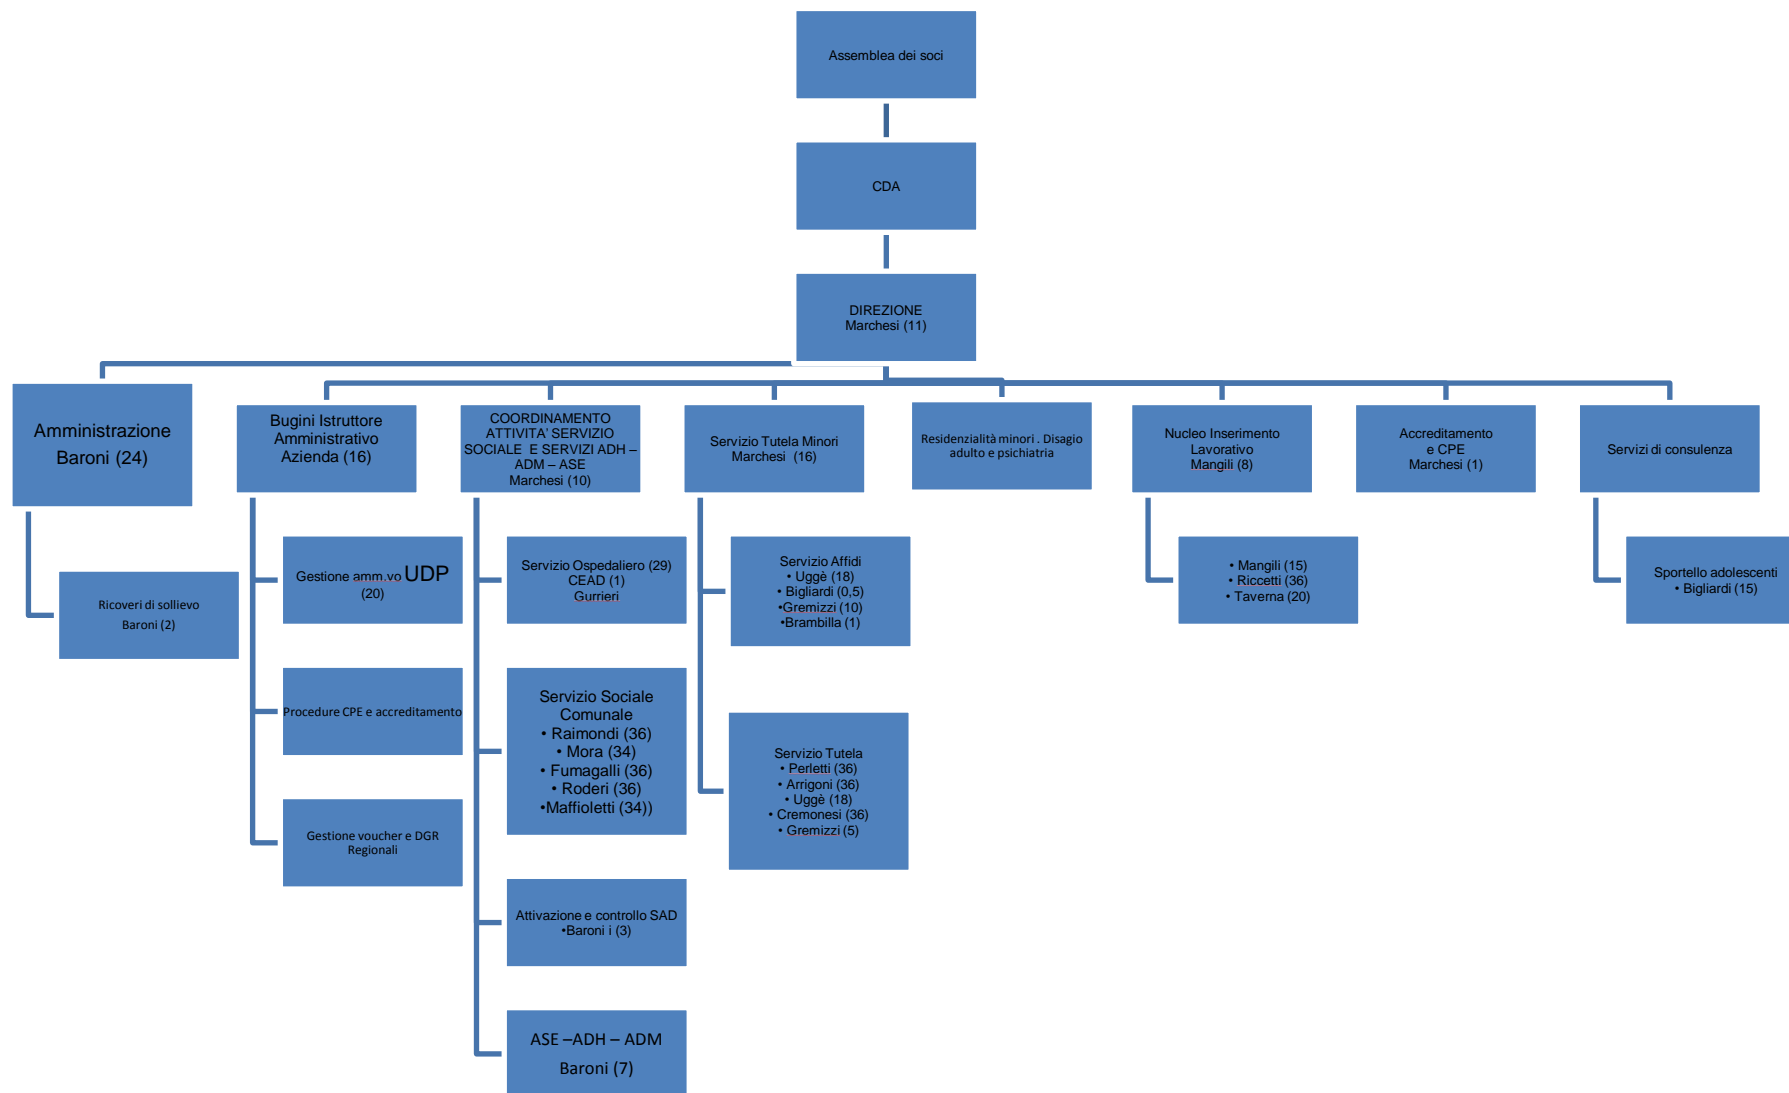 Assemblea dei soci
CDA
DIREZIONE
Marchesi (11)
Amministrazione
Baroni (24)
Bugini Istruttore
Amministrativo
Azienda (16)
COORDINAMENTO
ATTIVITA' SERVIZIO
SOCIALE E SERVIZI ADH –
ADM – ASE
Marchesi (10)
Servizio Tutela Minori
Marchesi (16)
Residenzialità minori . Disagio
adulto e psichiatria
Nucleo Inserimento
Lavorativo
Mangili (8)
Accreditamento
e CPE
Marchesi (1)
Servizi di consulenza
Ricoveri di sollievo
Baroni (2)
Gestione amm.vo UDP
(20)
Procedure CPE e accreditamento
Gestione voucher e DGR
Regionali
Servizio Ospedaliero (29)
CEAD (1)
Gurrieri
Servizio Sociale
Comunale
• Raimondi (36)
• Mora (34)
• Fumagalli (36)
• Roderi (36)
•Maffioletti (34))
Attivazione e controllo SAD
•Baroni i (3)
ASE –ADH – ADM
Baroni (7)
Servizio Affidi
• Uggè (18)
• Bigliardi (0,5)
•Gremizzi (10)
•Brambilla (1)
Servizio Tutela
• Perletti (36)
• Arrigoni (36)
• Uggè (18)
• Cremonesi (36)
• Gremizzi (5)
• Mangili (15)
• Riccetti (36)
• Taverna (20)
Sportello adolescenti
• Bigliardi (15)